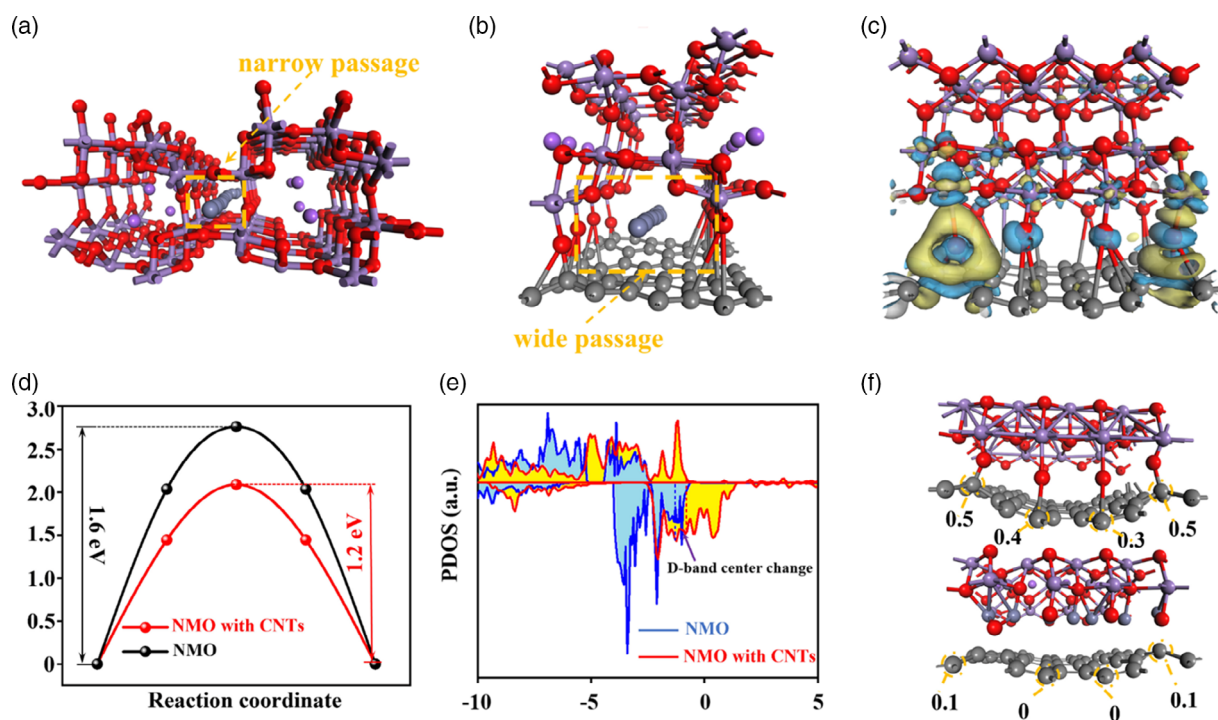 (a)
narrow passage
(b)
wide passage
(c)
(d)
3.0
2.5
2.0
1.5
1.0
0.5
0
1.6 eV
1.2 eV
NMO with CNTs
NMO
Reaction coordinate
(e)
PDOS (a.u.)
D-band center change
NMO
NMO with CNTs
-10
-5
0
5
(f)
0.5
0.4
0.3
0.5
0.1
0
0
0.1